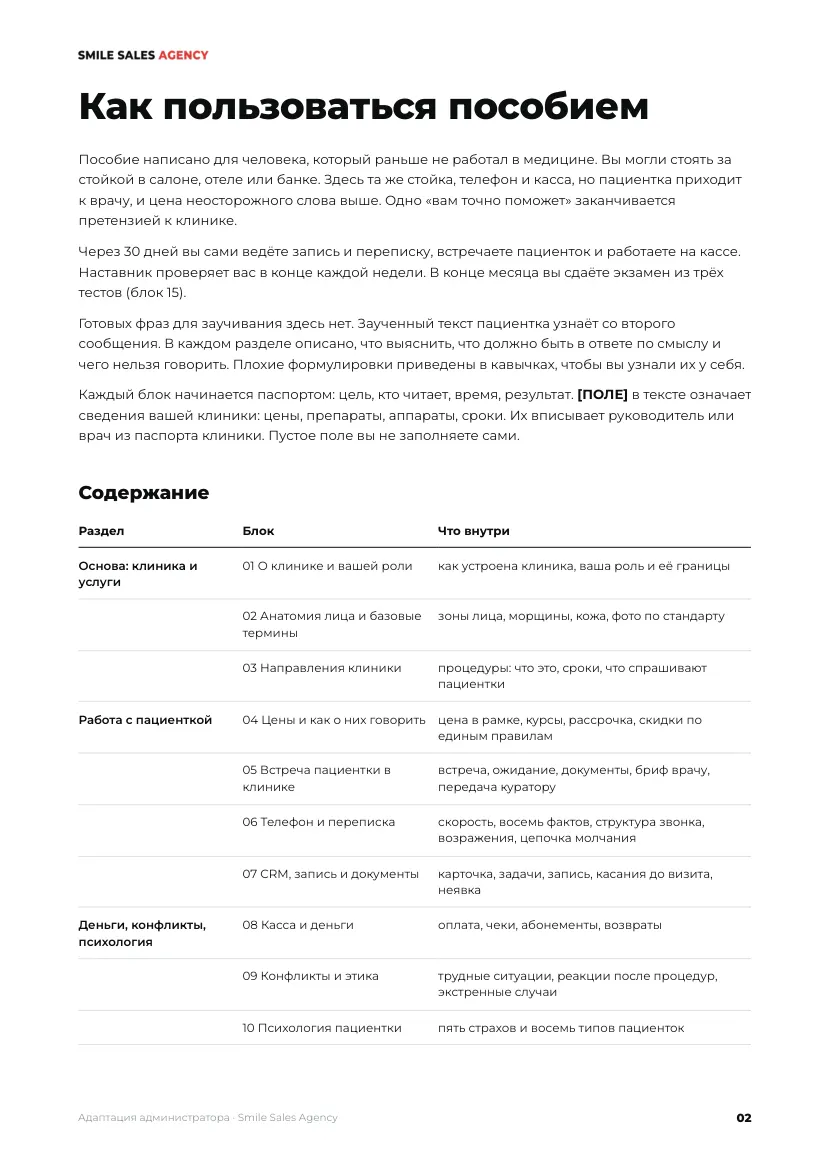 SMILE SALES AGENCY
Как пользоваться пособием
Пособие написано для человека, который раньше не работал в медицине. Вы могли стоять за
стойкой в салоне, отеле или банке. Здесь та же стойка, телефон и касса, но пациентка приходит
к врачу, и цена неосторожного слова выше. Одно «вам точно поможет» заканчивается
претензией к клинике.
Через 30 дней вы сами ведёте запись и переписку, встречаете пациенток и работаете на кассе.
Наставник проверяет вас в конце каждой недели. В конце месяца вы сдаёте экзамен из трёх
тестов (блок 15).
Готовых фраз для заучивания здесь нет. Заученный текст пациентка узнаёт со второго
сообщения. В каждом разделе описано, что выяснить, что должно быть в ответе по смыслу и
чего нельзя говорить. Плохие формулировки приведены в кавычках, чтобы вы узнали их у себя.
Каждый блок начинается паспортом: цель, кто читает, время, результат. [ПОЛЕ] в тексте означает
сведения вашей клиники: цены, препараты, аппараты, сроки. Их вписывает руководитель или
врач из паспорта клиники. Пустое поле вы не заполняете сами.
Содержание
Раздел Блок Что внутри
Основа: клиника и 01 О клинике и вашей роли как устроена клиника, ваша роль и её границы
услуги
02 Анатомия лица и базовые зоны лица, морщины, кожа, фото по стандарту
термины
03 Направления клиники процедуры: что это, сроки, что спрашивают
пациентки
Работа с пациенткой 04 Цены и как о них говорить цена в рамке, курсы, рассрочка, скидки по
единым правилам
05 Встреча пациентки в встреча, ожидание, документы, бриф врачу,
клинике передача куратору
06 Телефон и переписка скорость, восемь фактов, структура звонка,
возражения, цепочка молчания
07 CRM, запись и документы карточка, задачи, запись, касания до визита,
неявка
Деньги, конфликты, 08 Касса и деньги оплата, чеки, абонементы, возвраты
психология
09 Конфликты и этика трудные ситуации, реакции после процедур,
экстренные случаи
10 Психология пациентки пять страхов и восемь типов пациенток
Адаптация администратора · Smile Sales Agency 02